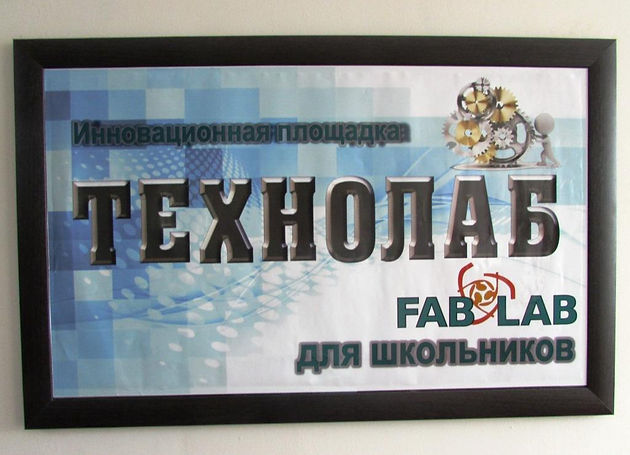 Инновационная площадка
ТЕХНОЛАБ
FAB LAB
для школьников